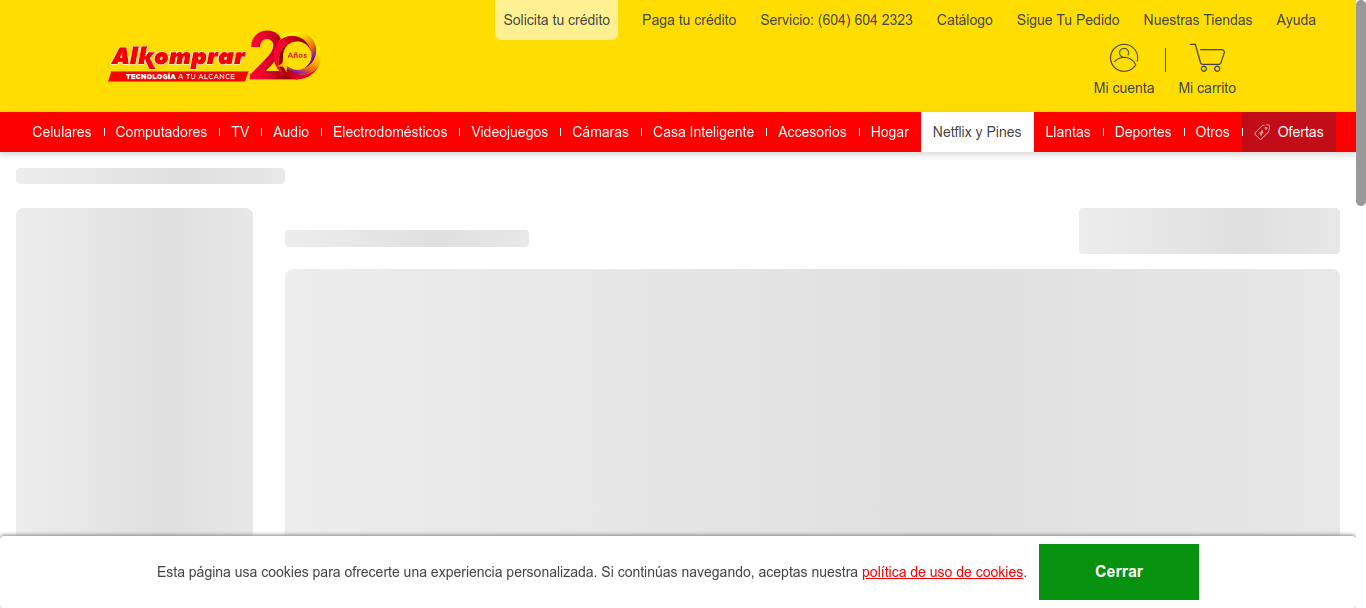 Solicita tu crédito Paga tu crédito Servicio: (604) 604 2323 Catálogo Sigue Tu Pedido Nuestras Tiendas Ayuda
Alkomprar 20 Años
TECNOLOGÍA A TU ALCANCE
Mi cuenta Mi carrito
Celulares Computadores TV Audio Electrodomésticos Videojuegos Cámaras Casa Inteligente Accesorios Hogar Netflix y Pines Llantas Deportes Otros Ofertas
Esta página usa cookies para ofrecerte una experiencia personalizada. Si continúas navegando, aceptas nuestra política de uso de cookies. Cerrar